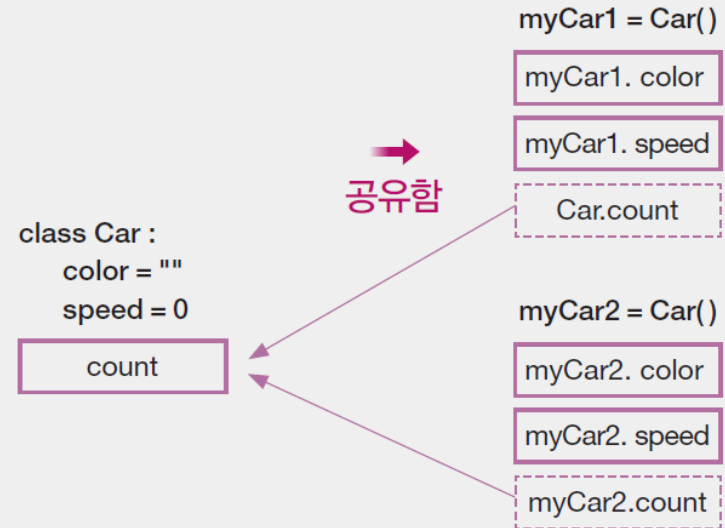 class Car :
color = ""
speed = 0
count
공유함
myCar1 = Car( )
myCar1. color
myCar1. speed
Car.count
myCar2 = Car( )
myCar2. color
myCar2. speed
myCar2.count